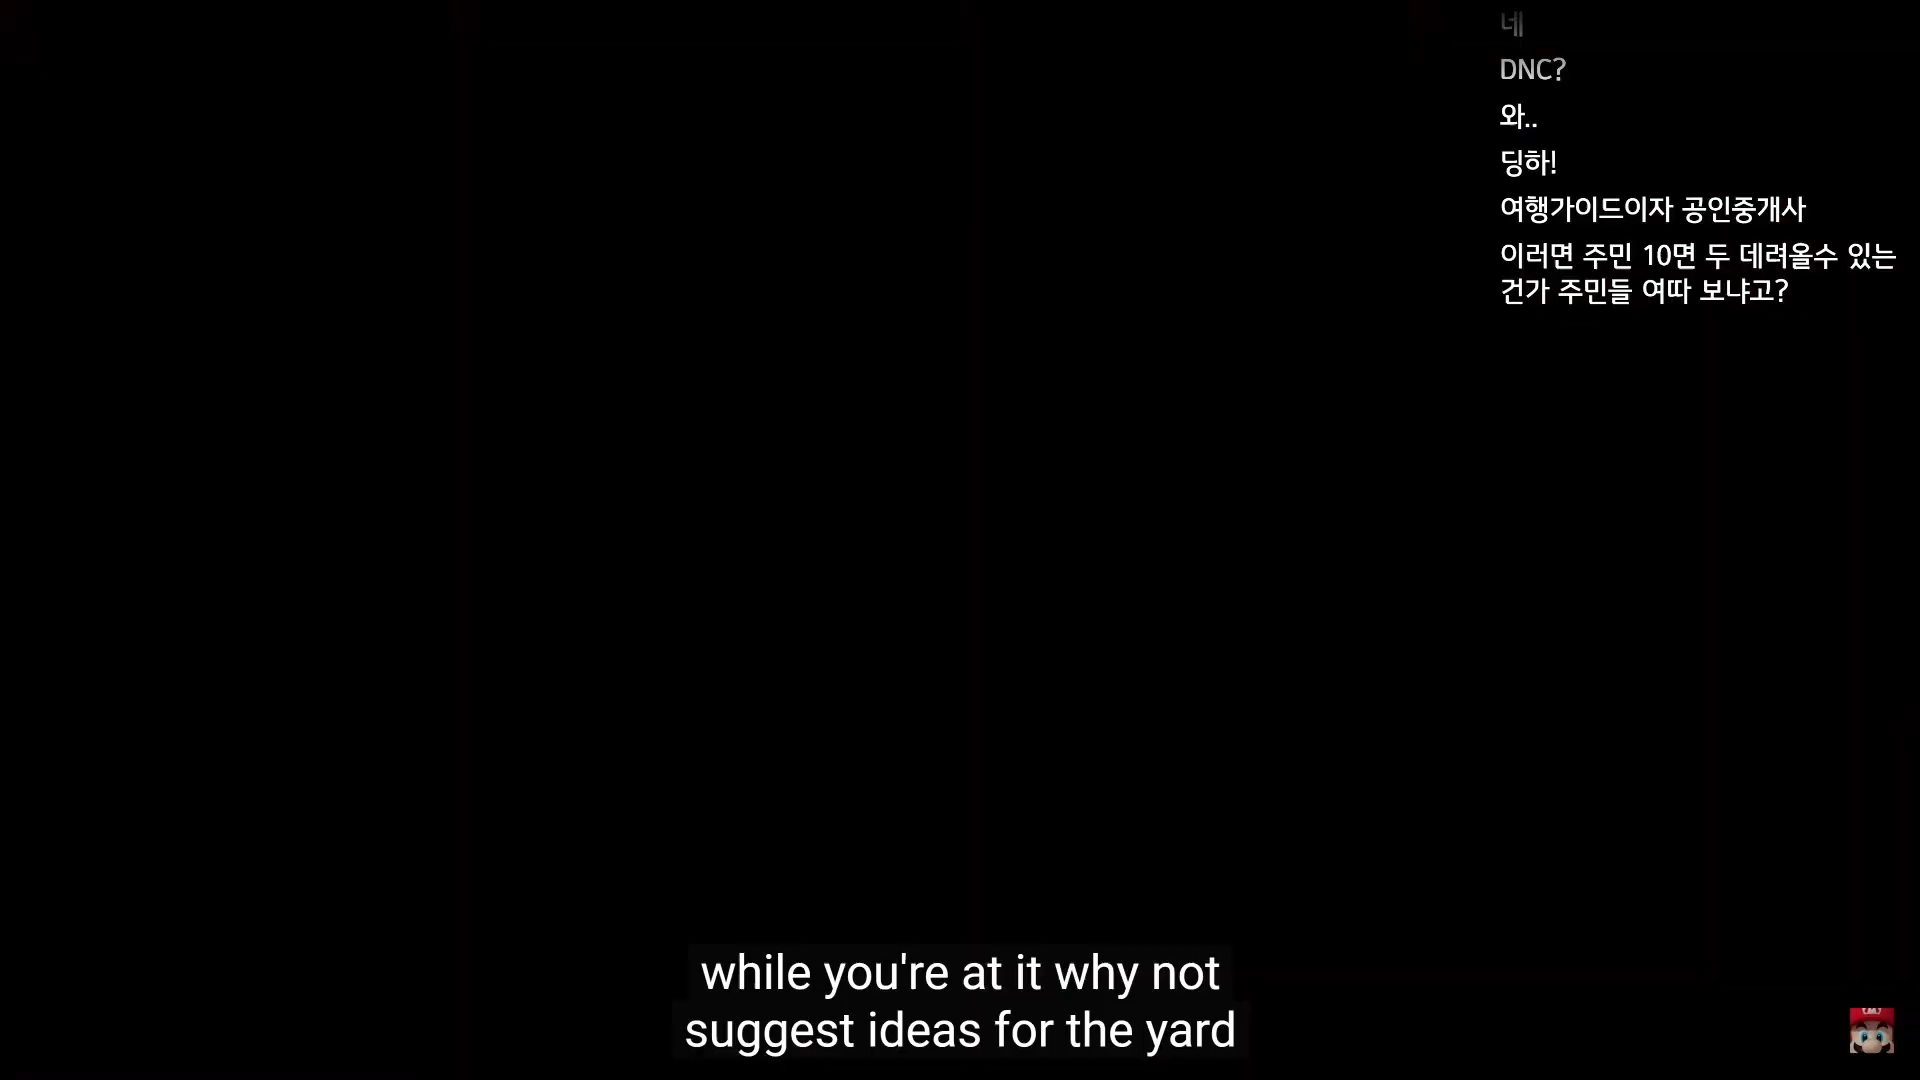 네
DNC?
와..
딩하!
여행가이드이자 공인중개사
이러면 주민 10면 두 데려올수 있는
건가 주민들 여따 보냐고?
while you're at it why not
suggest ideas for the yard